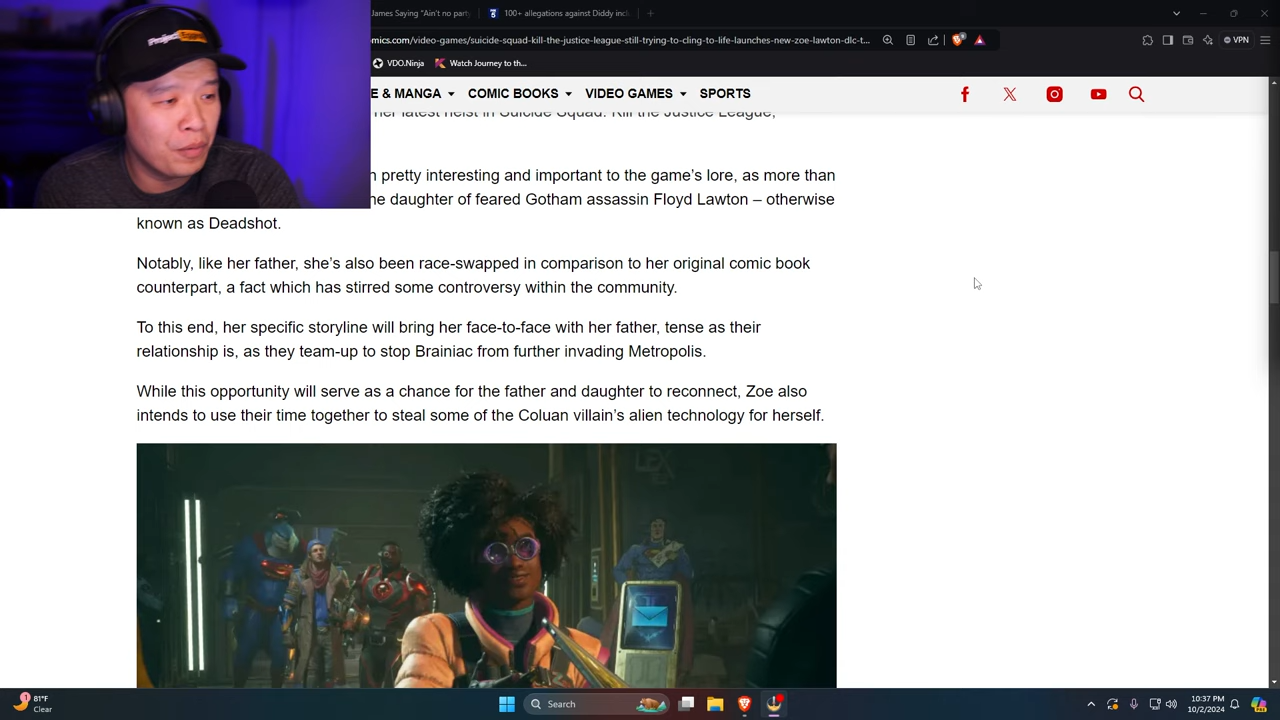 James Saying "Ain't no party
100+ allegations against Diddy incl
omics.com/video-games/suicide-squad-kill-the-justice-league-still-trying-to-cling-to-life-launches-new-zoe-lawton-dlc-t...
VPN
VDO.Ninja
Watch Journey to th...
E & MANGA
COMIC BOOKS
VIDEO GAMES
SPORTS
her latest heist in Suicide Squad: Kill the Justice League,
n pretty interesting and important to the game's lore, as more than
he daughter of feared Gotham assassin Floyd Lawton – otherwise
known as Deadshot.
Notably, like her father, she's also been race-swapped in comparison to her original comic book
counterpart, a fact which has stirred some controversy within the community.
To this end, her specific storyline will bring her face-to-face with her father, tense as their
relationship is, as they team-up to stop Brainiac from further invading Metropolis.
While this opportunity will serve as a chance for the father and daughter to reconnect, Zoe also
intends to use their time together to steal some of the Coluan villain's alien technology for herself.
81°F
Clear
Search
10:37 PM
10/2/2024